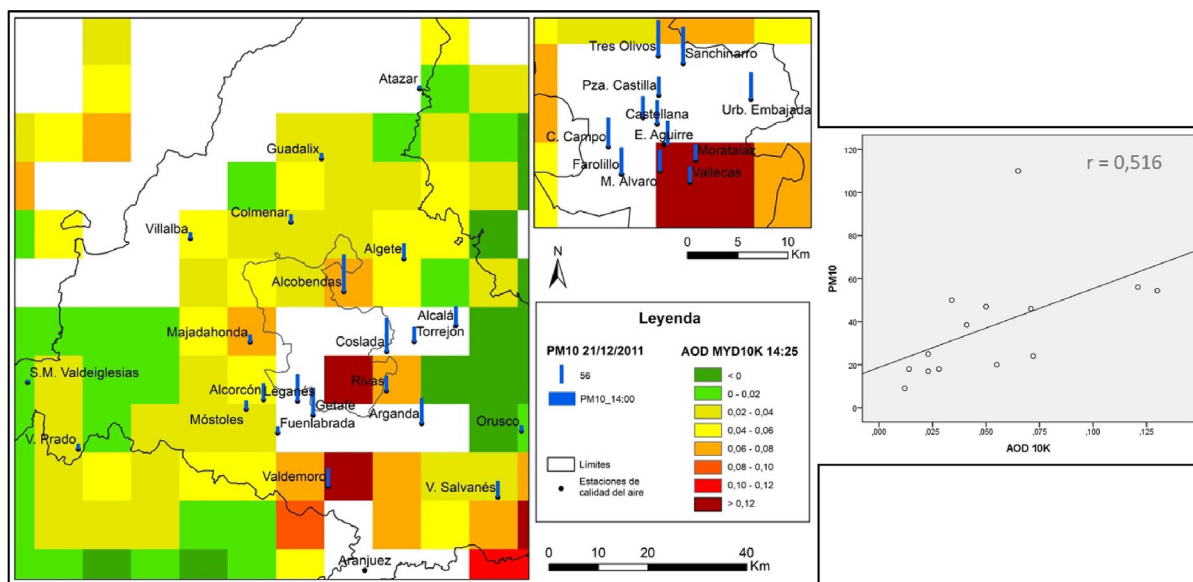 Atazar
Guadalix
Colmenar
Villalba
Algete
Alcobendas
Alcalá
Torrejón
Coslada
Majadahonda
S.M. Valdeiglesias
Alcorcón
Leganés
Rivas
Getafe
Móstoles
Fuenlabrada
Arganda
Orusco
V. Prado
Valdemoro
V. Salvanés
Aranjuez
Tres Olivos
Sanchinarro
Pza. Castilla
Urb. Embajada
Castellana
C. Campo
E. Aguirre
Farolillo
Moratalaz
M. Alvaro
Vallecas
0 5 10
Km
N
Leyenda
PM10 21/12/2011
56
PM10_14:00
Límites
Estaciones de
calidad del aire
AOD MYD10K 14:25
< 0
0 - 0,02
0,02 - 0,04
0,04 - 0,06
0,06 - 0,08
0,08 - 0,10
0,10 - 0,12
> 0,12
0 10 20 40
Km
r = 0,516
PM10
120
100
80
60
40
20
0
,000 ,025 ,050 ,075 ,100 ,125
AOD 10K